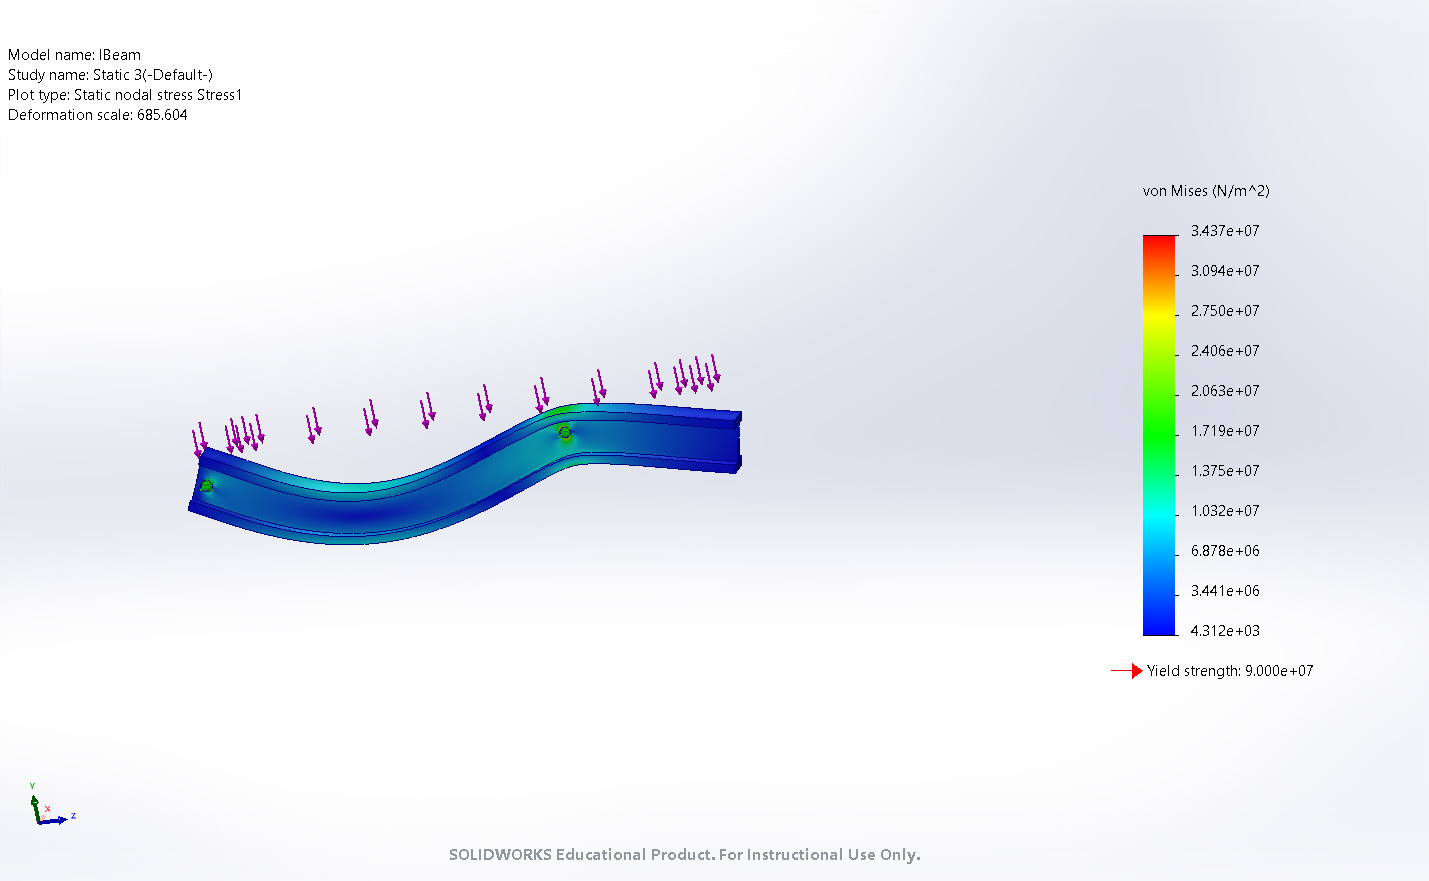 Model name: IBeam
Study name: Static 3(-Default-)
Plot type: Static nodal stress Stress1
Deformation scale: 685.604
von Mises (N/m^2)
3.437e+07
3.094e+07
2.750e+07
2.406e+07
2.063e+07
1.719e+07
1.375e+07
1.032e+07
6.878e+06
3.441e+06
4.312e+03
Yield strength: 9.000e+07
Y
X
Z
SOLIDWORKS Educational Product. For Instructional Use Only.